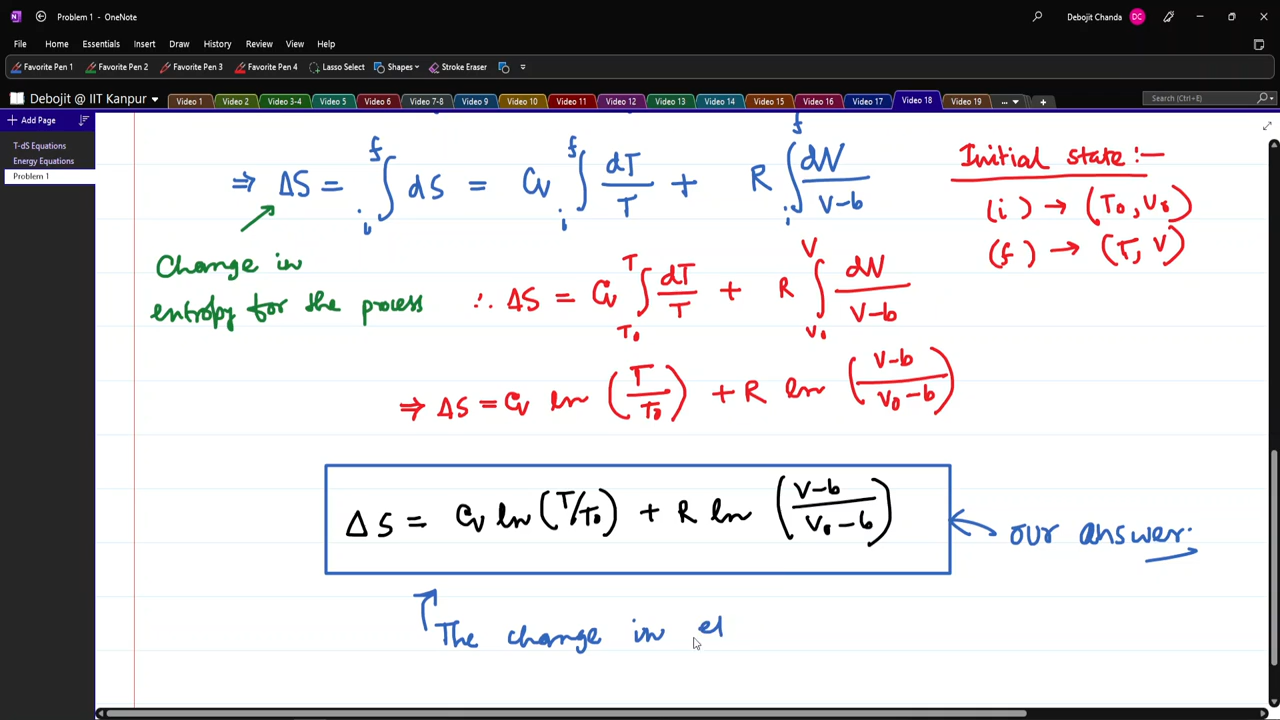 Problem 1 - OneNote
Debojit Chanda DC
File Home Essentials Insert Draw History Review View Help
Favorite Pen 1 Favorite Pen 2 Favorite Pen 3 Favorite Pen 4 Lasso Select Shapes Stroke Eraser
Debojit @ IIT Kanpur Video 1 Video 2 Video 3-4 Video 5 Video 6 Video 7-8 Video 9 Video 10 Video 11 Video 12 Video 13 Video 14 Video 15 Video 16 Video 17 Video 18 Video 19 ... + Search (Ctrl+E)
+ Add Page
T-dS Equations
Energy Equations
Problem 1
⇒ ΔS = ∫_i^f dS = Cv ∫_i^f dT/T + R ∫_i^f dV/V-b
Initial state :-
(i) → (T₀, V₀)
(f) → (T, V)
Change in
entropy for the process
∴ ΔS = Cv ∫_T₀^T dT/T + R ∫_V₀^V dV/V-b
⇒ ΔS = Cv ln (T/T₀) + R ln (V-b/V₀-b)
ΔS = Cv ln (T/T₀) + R ln (V-b/V₀-b)
our answer.
The change in